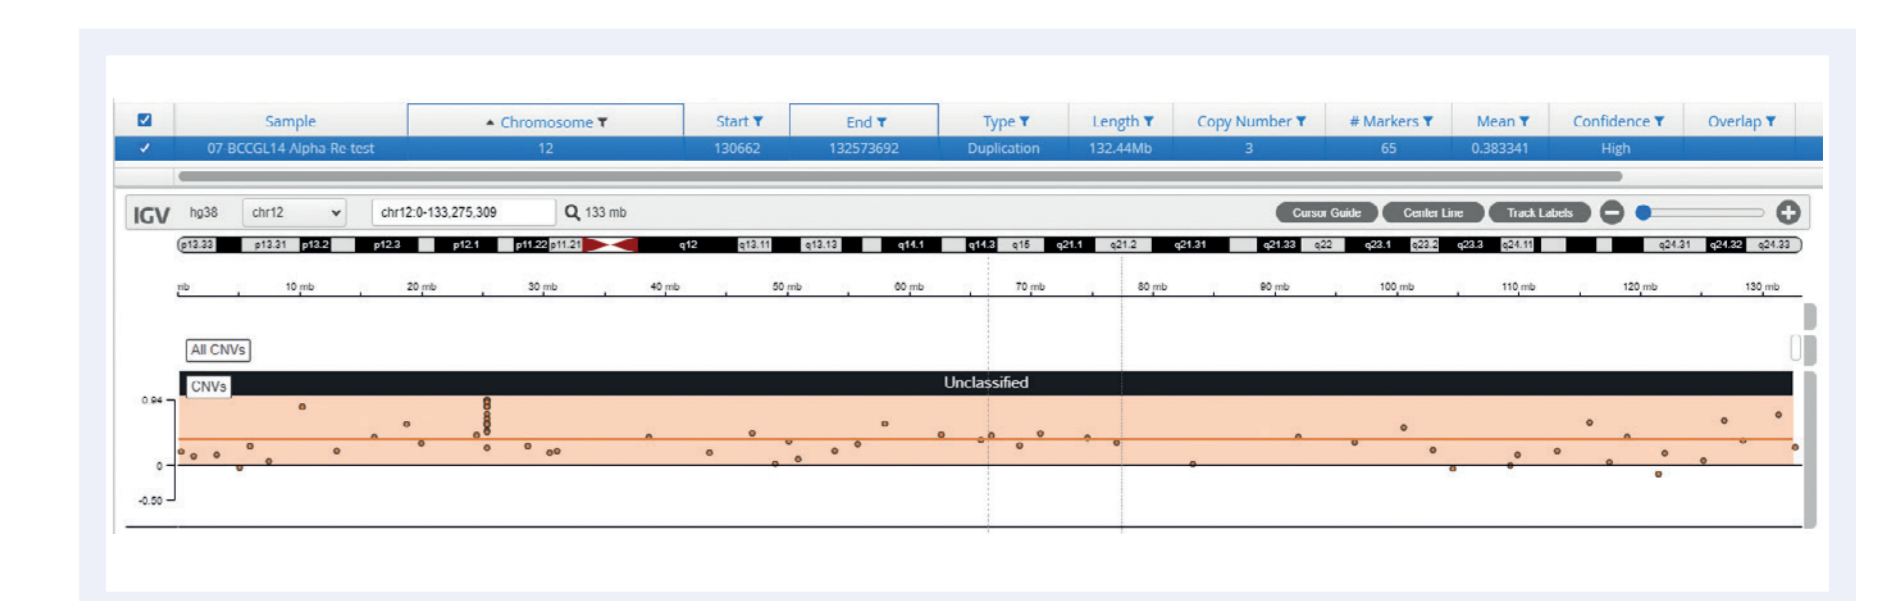 Sample Chromosome Start End Type Length Copy Number # Markers Mean Confidence Overlap
07 BCCGL14 Alpha Re-test 12 130662 132573692 Duplication 132.44Mb 3 65 0.383341 High
IGV hg38 chr12 chr12:0-133,275,309 133 mb Cursor Guide Center Line Track Labels
p13.33 p13.31 p13.2 p12.3 p12.1 p11.22 p11.21 q12 q13.11 q13.13 q14.1 q14.3 q15 q21.1 q21.2 q21.31 q21.33 q22 q23.1 q23.2 q23.3 q24.11 q24.31 q24.32 q24.33
mb 10 mb 20 mb 30 mb 40 mb 50 mb 60 mb 70 mb 80 mb 90 mb 100 mb 110 mb 120 mb 130 mb
All CNVs
CNVs Unclassified
0.94
0
-0.50